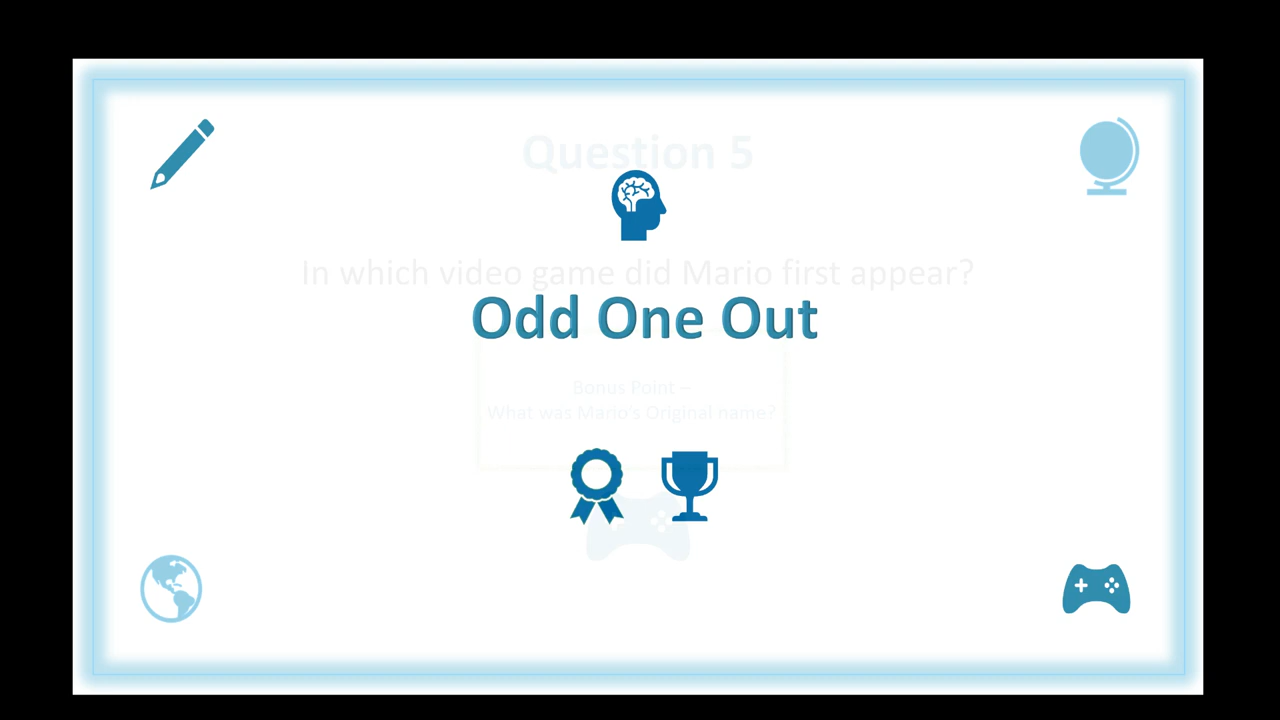 Question 5
In which video game did Mario first appear?
Odd One Out
Bonus Point –
What was Mario's Original name?